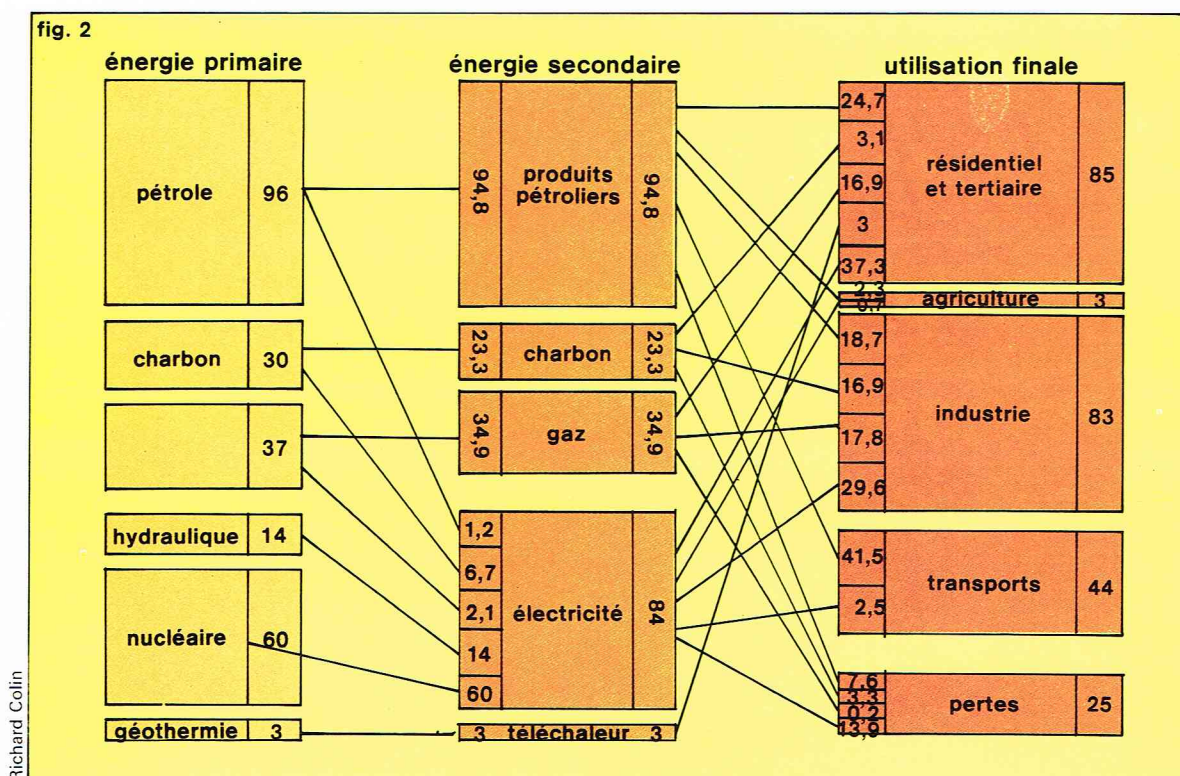 fig. 2
énergie primaire
énergie secondaire
utilisation finale
pétrole 96
charbon 30
37
hydraulique 14
nucléaire 60
géothermie 3
94,8 produits pétroliers 94,8
23,3 charbon 23,3
34,9 gaz 34,9
1,2
6,7
2,1
14
60
électricité 84
3 téléchaleur 3
24,7
3,1
16,9
3
37,3
résidentiel
et tertiaire
85
2,3
0,7
agriculture 3
18,7
16,9
17,8
29,6
industrie 83
41,5
2,5
transports 44
7,6
3,3
0,2
13,9
pertes 25
Richard Colin